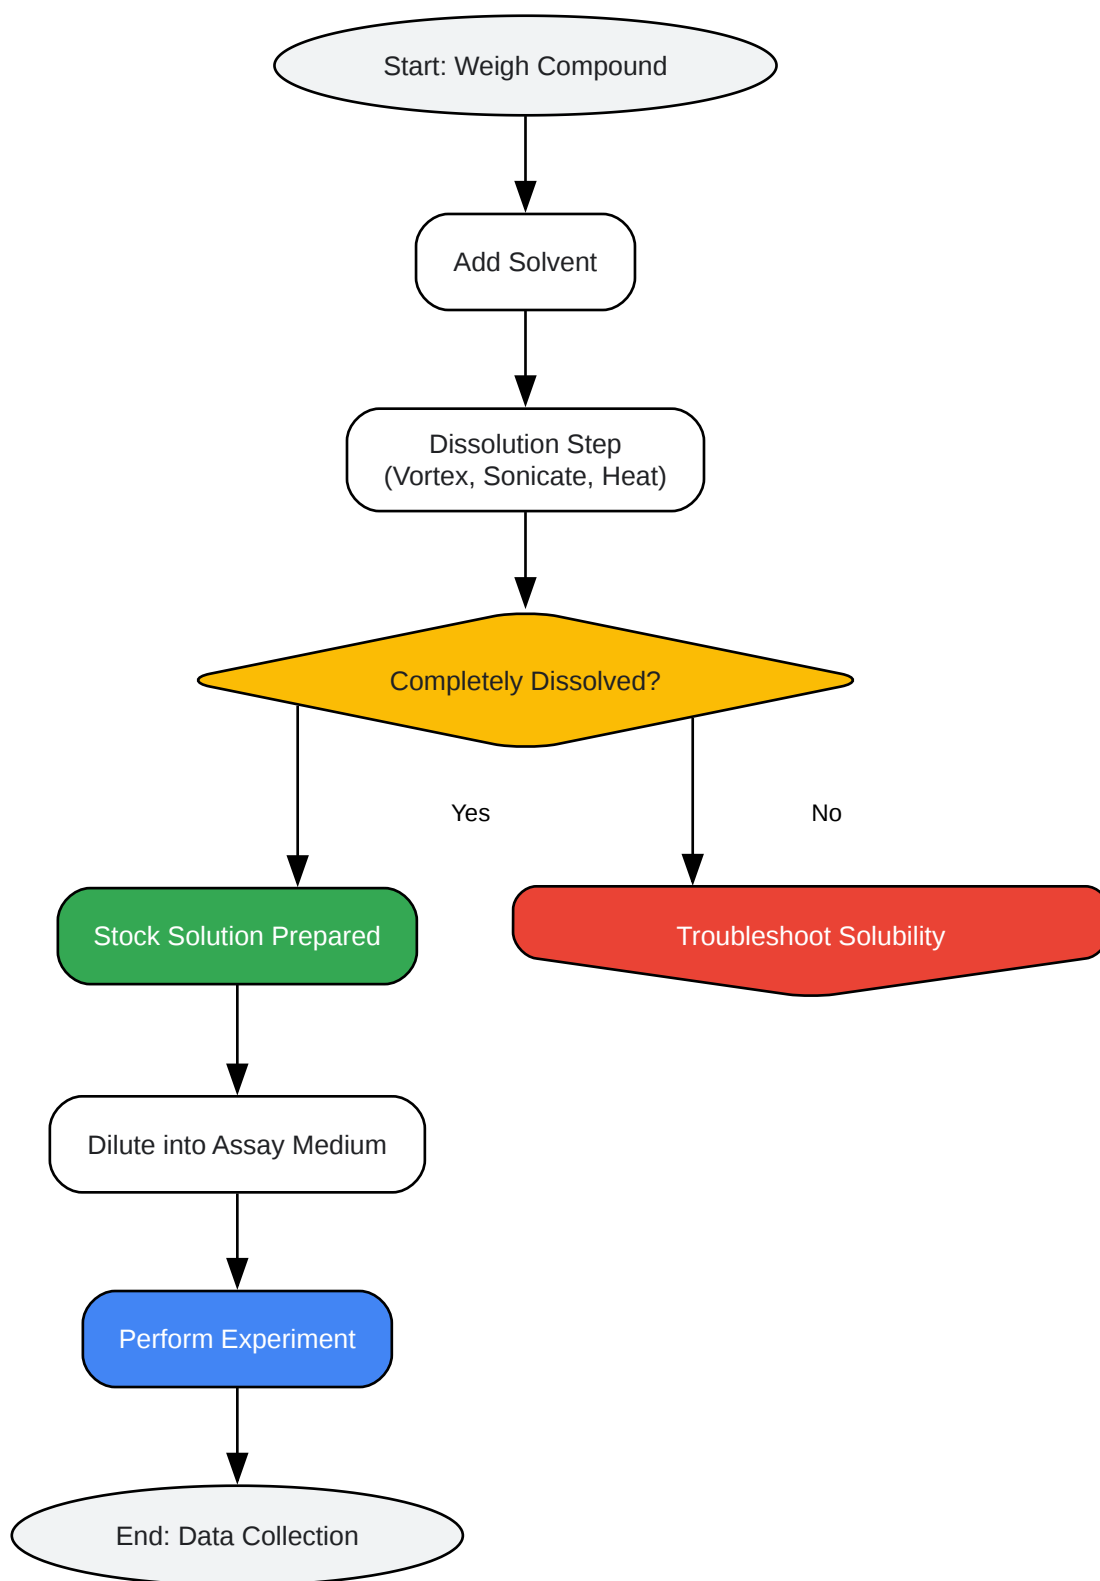 Start: Weigh Compound
Add Solvent
Dissolution Step
(Vortex, Sonicate, Heat)
Completely Dissolved?
Yes
No
Stock Solution Prepared
Troubleshoot Solubility
Dilute into Assay Medium
Perform Experiment
End: Data Collection